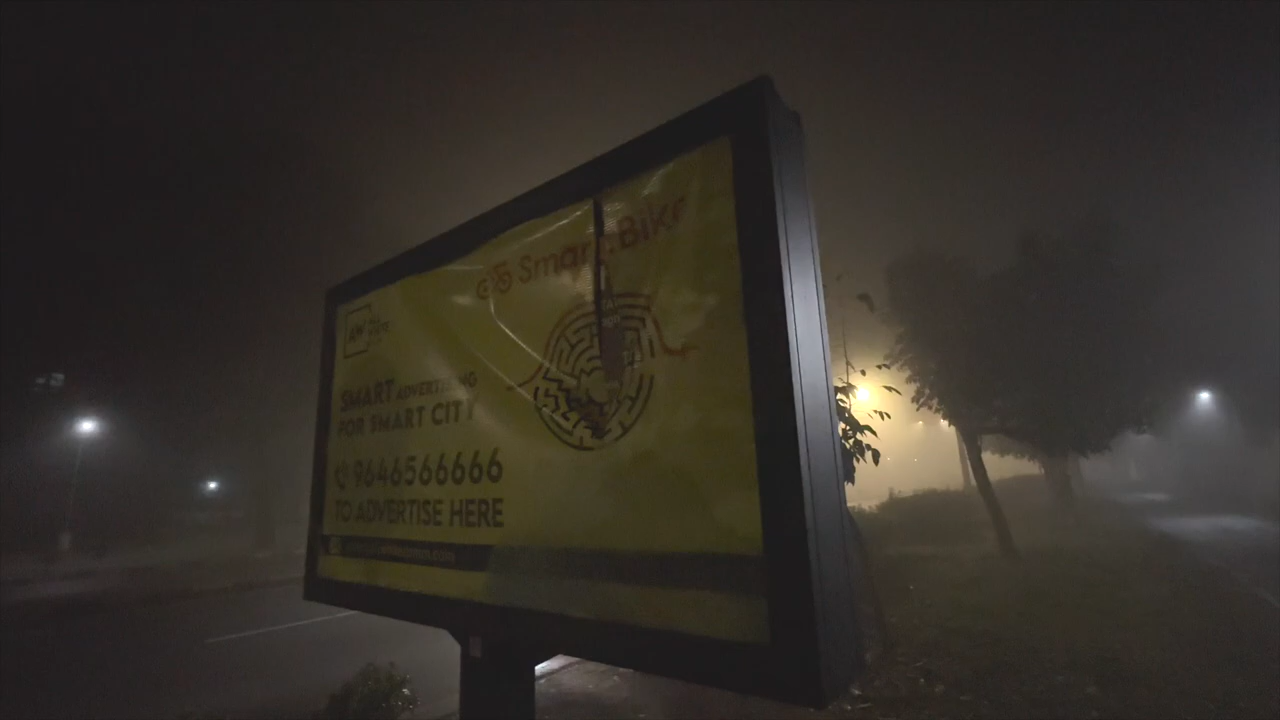 Smart Bike
SMART ADVERTISING
FOR SMART CITY
9646566666
TO ADVERTISE HERE